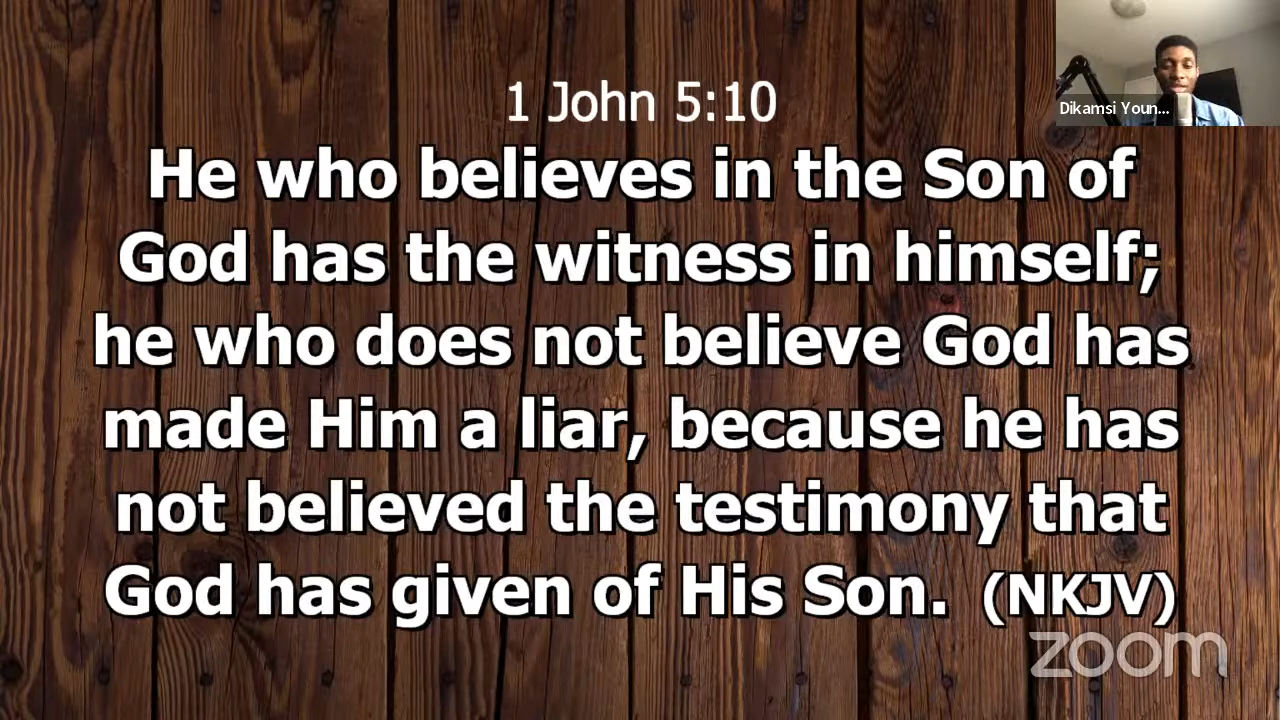 Dikamsi Youn...
1 John 5:10
He who believes in the Son of
God has the witness in himself;
he who does not believe God has
made Him a liar, because he has
not believed the testimony that
God has given of His Son. (NKJV)
zoom